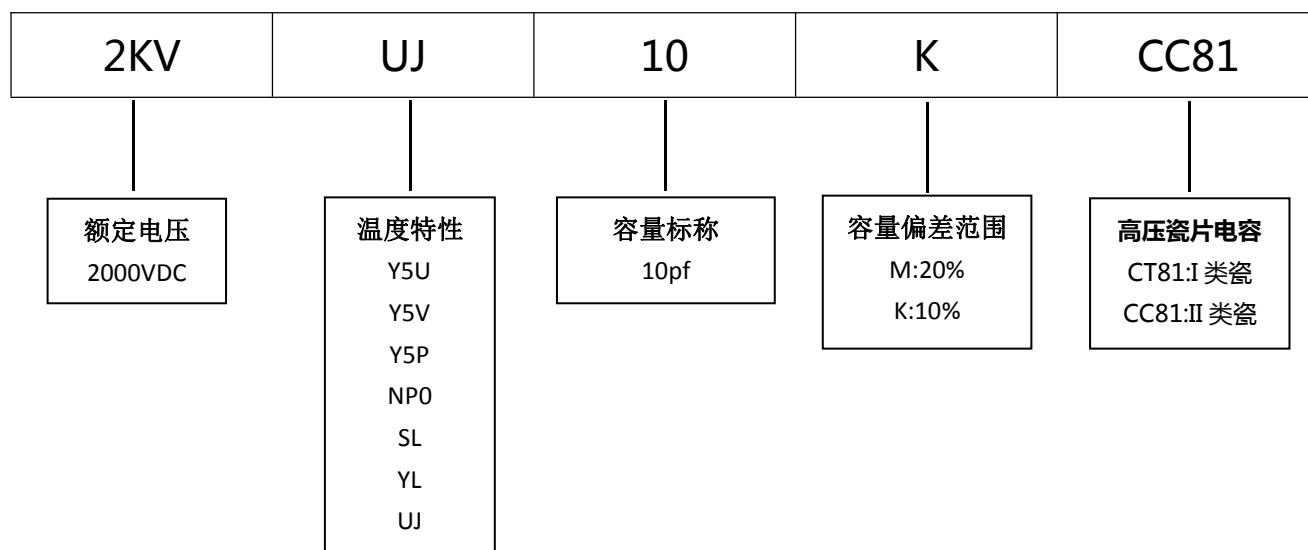 2KV UJ 10 K CC81
额定电压
2000VDC
温度特性
Y5U
Y5V
Y5P
NP0
SL
YL
UJ
容量标称
10pf
容量偏差范围
M:20%
K:10%
高压瓷片电容
CT81:I 类瓷
CC81:II 类瓷